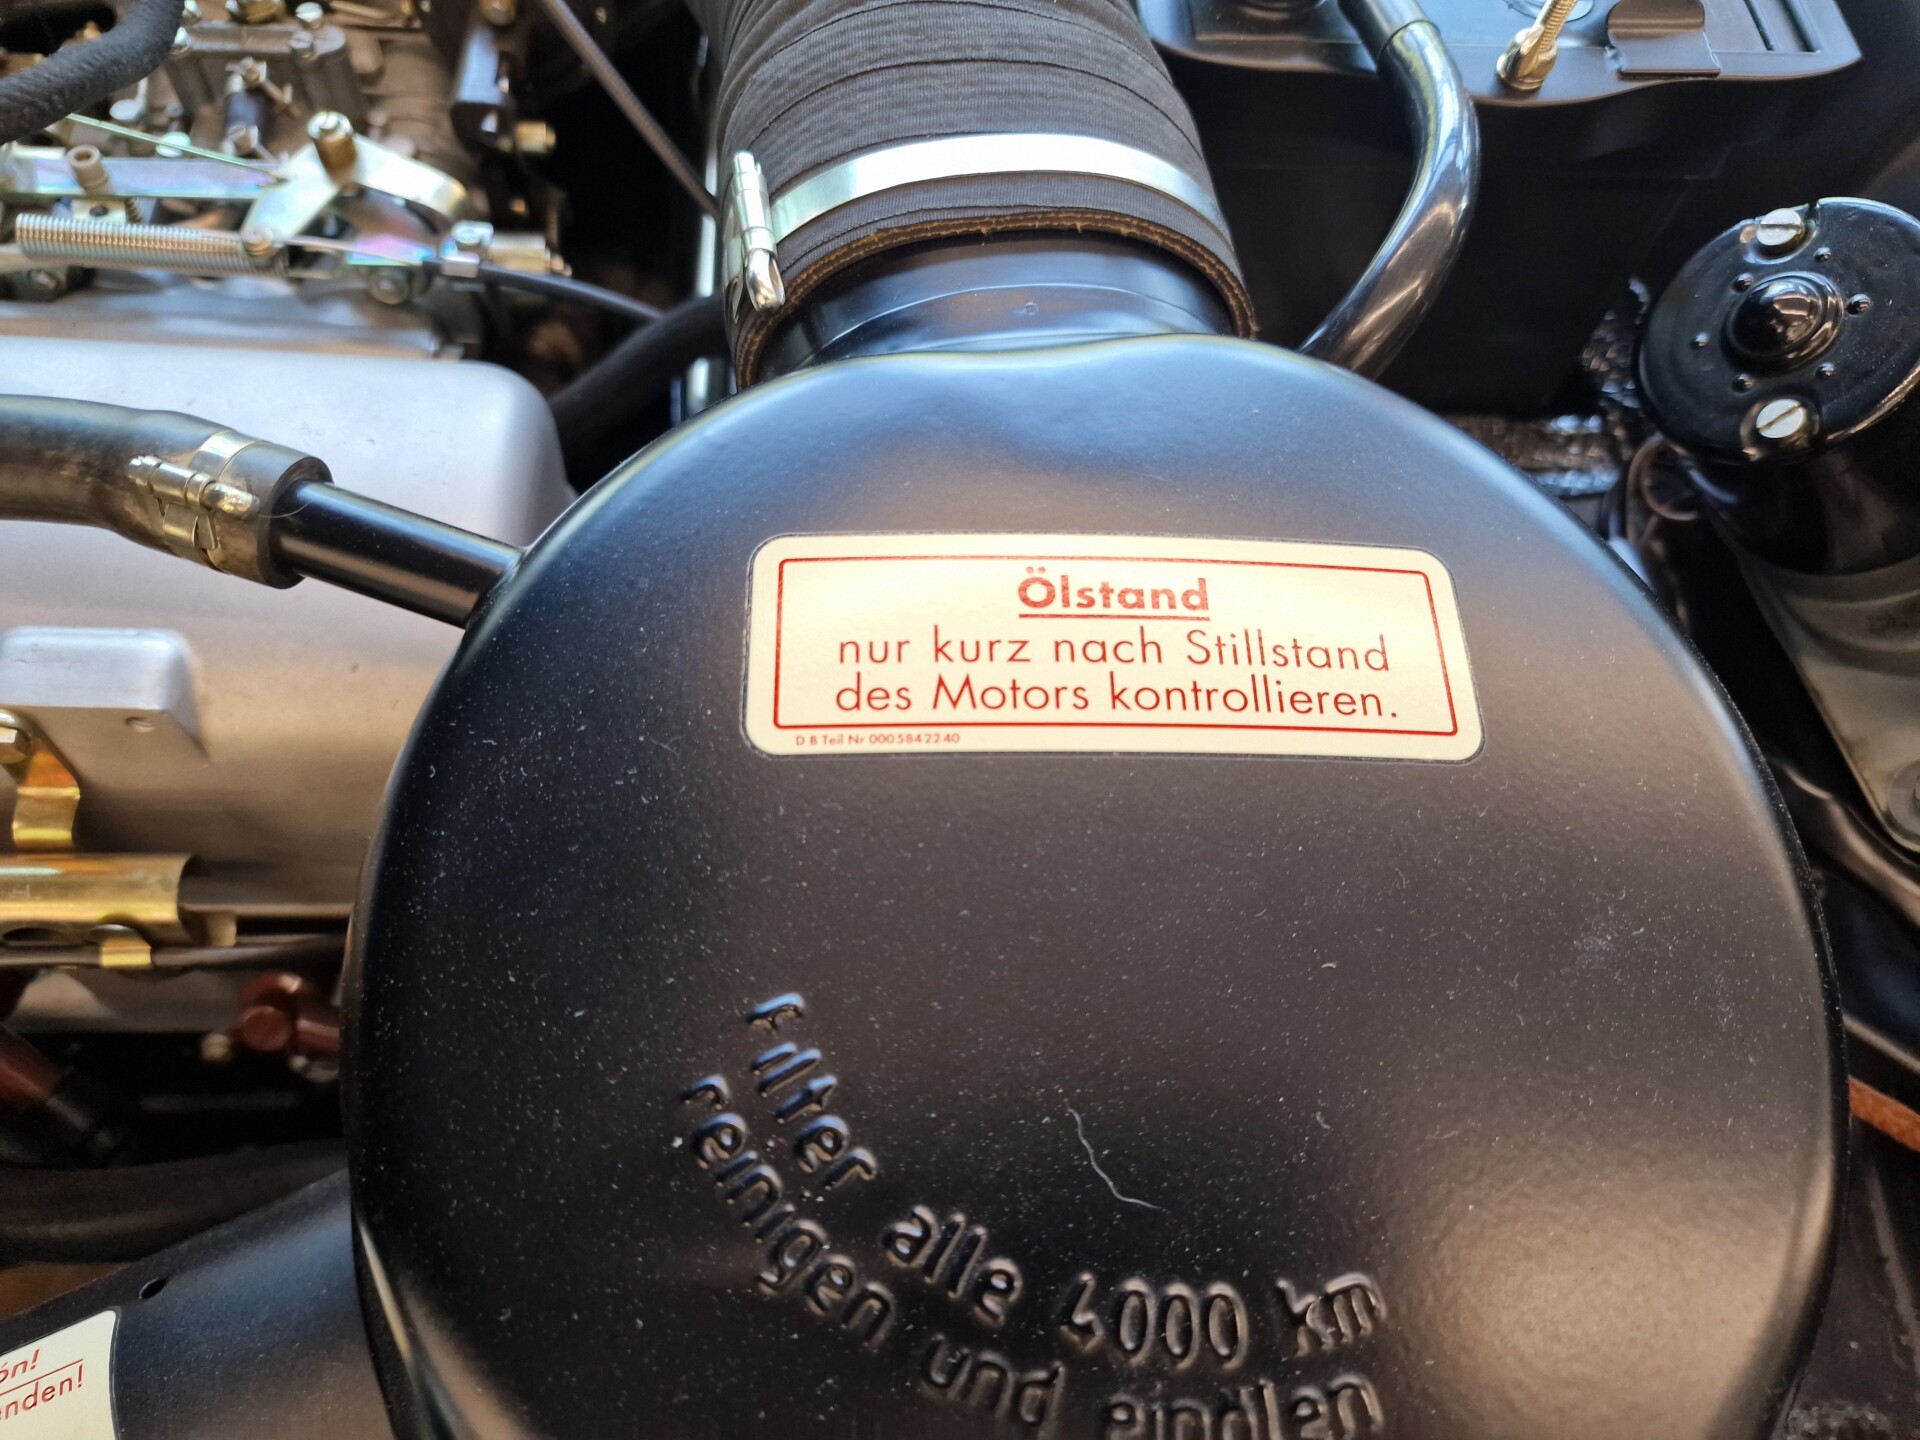 Ölstand
nur kurz nach Stillstand
des Motors kontrollieren.
D B Teil Nr 000 584 22 40
Filter alle 4000 km
reinigen und einölen
nden!